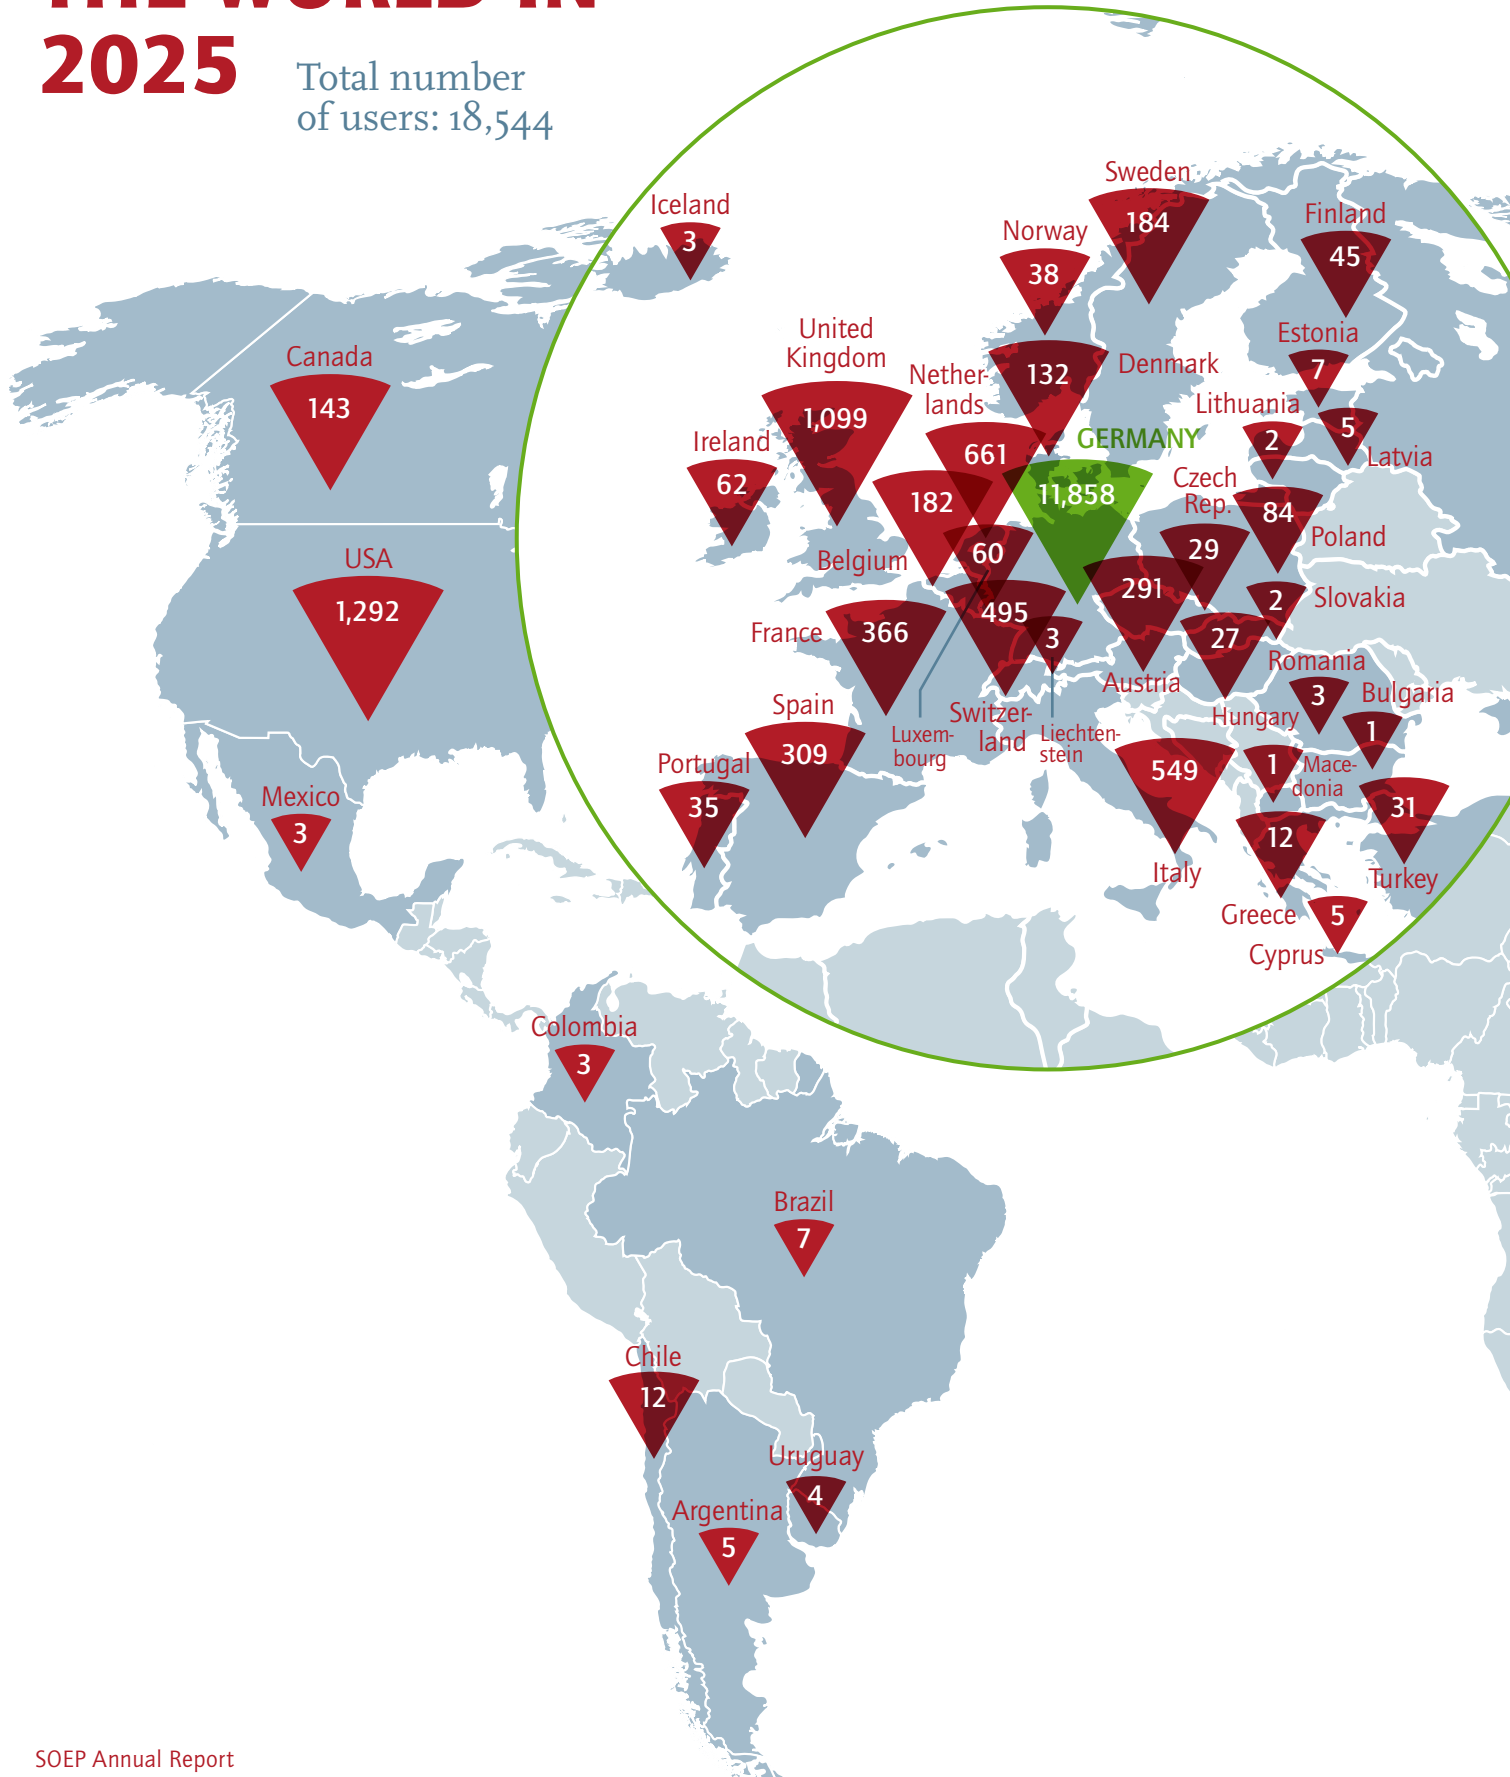 THE WORLD IN
2025
Total number
of users: 18,544
Iceland
3
Sweden
184
Norway
38
Finland
45
United
Kingdom
1,099
Nether-
lands
661
132
Denmark
Estonia
7
Lithuania
2
5
Latvia
Canada
143
Ireland
62
GERMANY
11,858
182
Belgium
60
Czech
Rep.
29
84
Poland
USA
1,292
France
366
495
3
291
Austria
2
Slovakia
27
Hungary
Romania
3
Bulgaria
1
Spain
309
Luxem-
bourg
Switzer-
land
Liechten-
stein
Portugal
35
549
Italy
1
Mace-
donia
31
Turkey
12
Greece
5
Cyprus
Mexico
3
Colombia
3
Brazil
7
Chile
12
Uruguay
4
Argentina
5
SOEP Annual Report